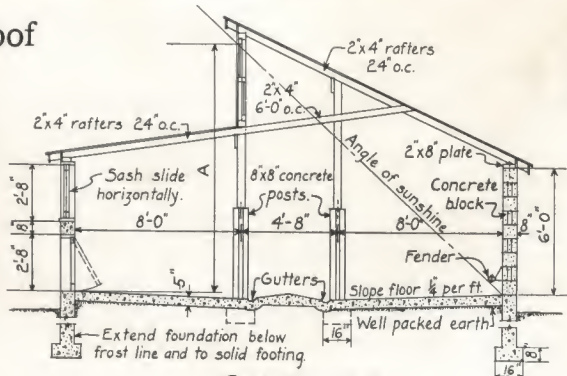 oof
2"x4" rafters
24" o.c.
2"x4"
6'-0" o.c.
2"x4" rafters 24" o.c.
A
Angle of sunshine
2"x8" plate
Sash slide
horizontally.
8"x8" concrete
posts.
Concrete
block
2'-8"
8"
2'-8"
8'-0"
4'-8"
8'-0"
8"
6'-0"
Fender
5"
Gutters
Slope floor ¼" per ft.
16"
Well packed earth
Extend foundation below
frost line and to solid footing.
8"
16"